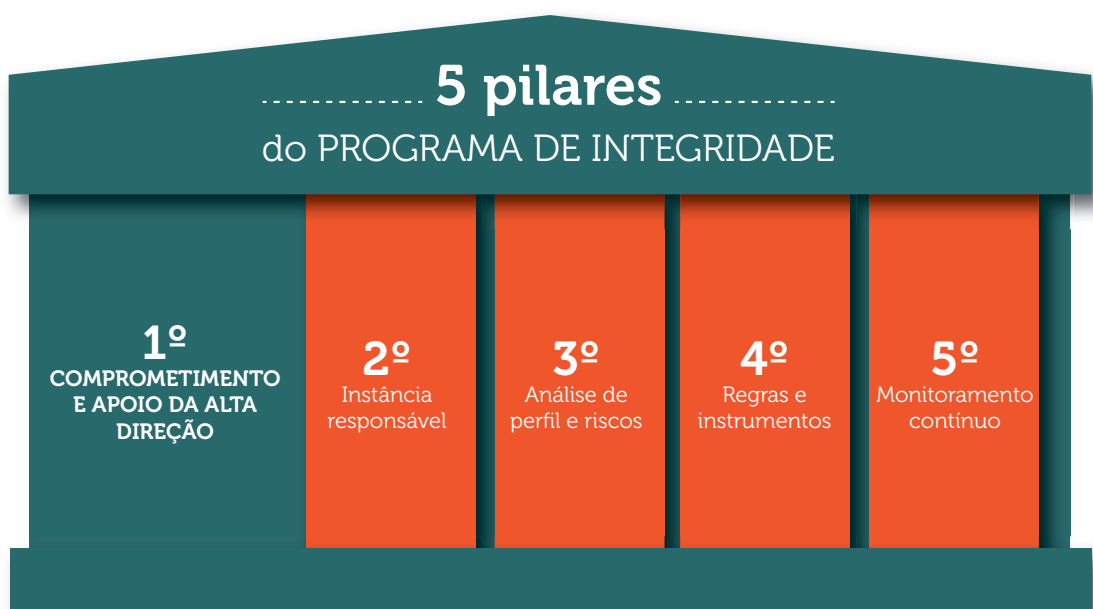 5 pilares
do PROGRAMA DE INTEGRIDADE
1º
COMPROMETIMENTO
E APOIO DA ALTA
DIREÇÃO
2º
Instância
responsável
3º
Análise de
perfil e riscos
4º
Regras e
instrumentos
5º
Monitoramento
contínuo